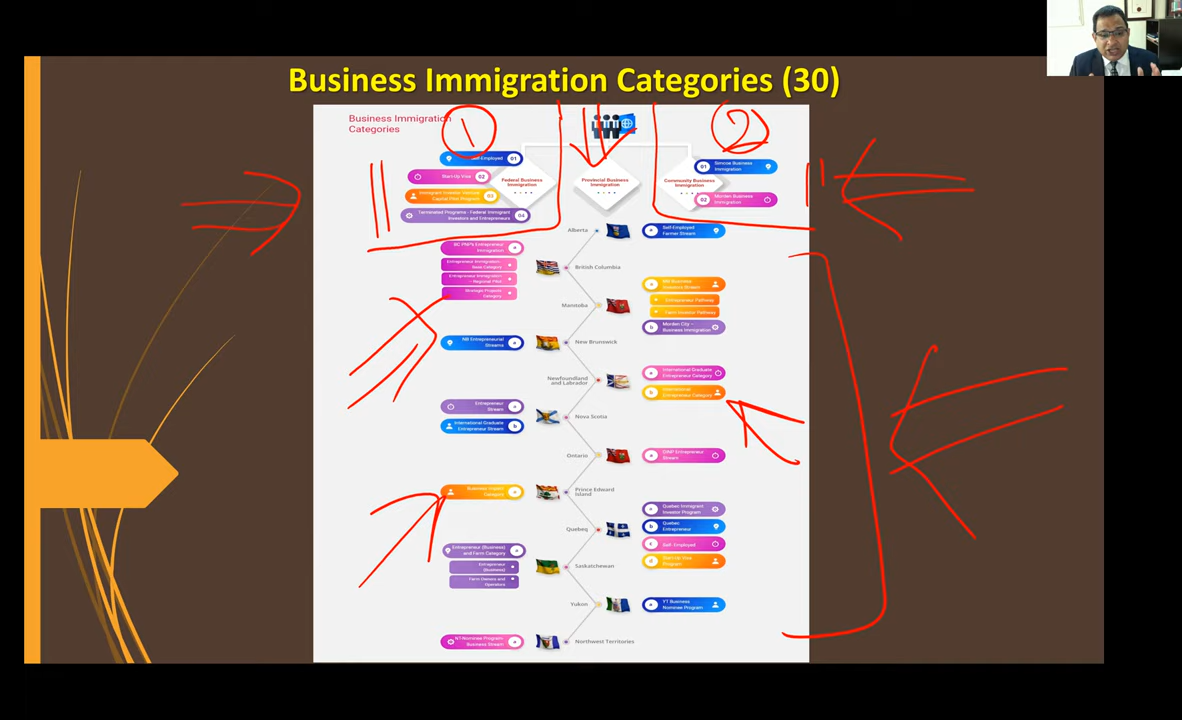 Business Immigration Categories (30)
Business Immigration
Categories
1
2
Self-Employed 01
Start-Up Visa 02
Immigrant Investor Venture
Capital Pilot Program 03
Terminated Programs - Federal Immigrant
Investors and Entrepreneurs 04
Federal Business
Immigration
Provincial Business
Immigration
Community Business
Immigration
01 Simcoe Business
Immigration
02 Morden Business
Immigration
Alberta
a Self-Employed
Farmer Stream
BC PNP's Entrepreneur
Immigration a
Entrepreneur Immigration -
Base Category
Entrepreneur Immigration
- Regional Pilot
Strategic Projects
Category
British Columbia
Manitoba
a MB Business
Investors Stream
Entrepreneur Pathway
Farm Investor Pathway
b Morden City -
Business Immigration
NB Entrepreneurial
Streams a
New Brunswick
Newfoundland
and Labrador
a International Graduate
Entrepreneur Category
b International
Entrepreneur Category
Entrepreneur
Stream a
International Graduate
Entrepreneur Stream b
Nova Scotia
Ontario
a OINP Entrepreneur
Stream
Business Impact
Category a
Prince Edward
Island
Quebeq
a Quebec Immigrant
Investor Program
b Quebec
Entrepreneur
c Self-Employed
d Start-Up Visa
Program
Entrepreneur (Business)
and Farm Category a
Entrepreneur
(Business)
Farm Owners and
Operators
Saskatchewan
Yukon
a YT Business
Nominee Program
NT Nominee Program
Business Stream a
Northwest Territories